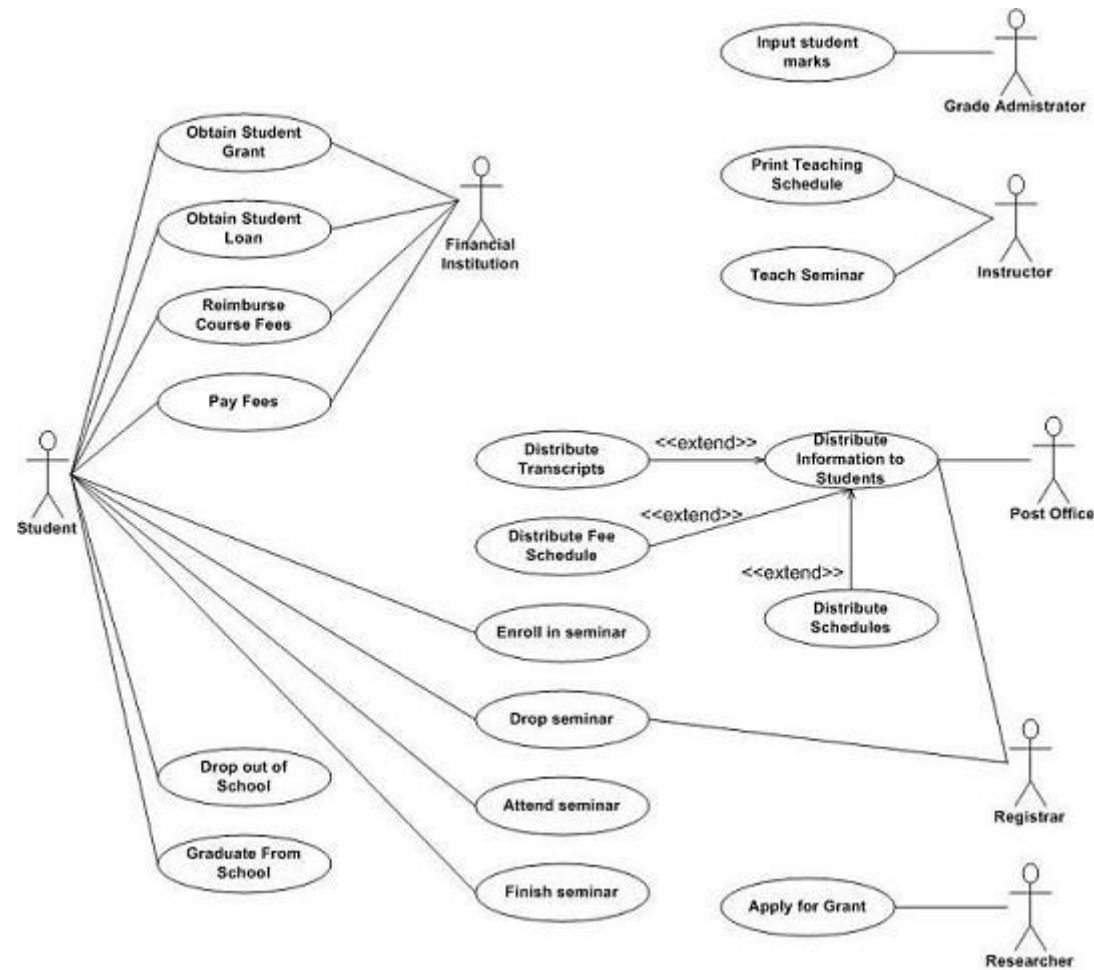 Input student
marks
Grade Admistrator
Obtain Student
Grant
Print Teaching
Schedule
Obtain Student
Loan
Financial
Institution
Teach Seminar
Instructor
Reimburse
Course Fees
Pay Fees
Student
Distribute
Transcripts
<<extend>>
Distribute
Information to
Students
Post Office
Distribute Fee
Schedule
<<extend>>
<<extend>>
Distribute
Schedules
Enroll in seminar
Drop seminar
Drop out of
School
Attend seminar
Registrar
Graduate From
School
Finish seminar
Apply for Grant
Researcher